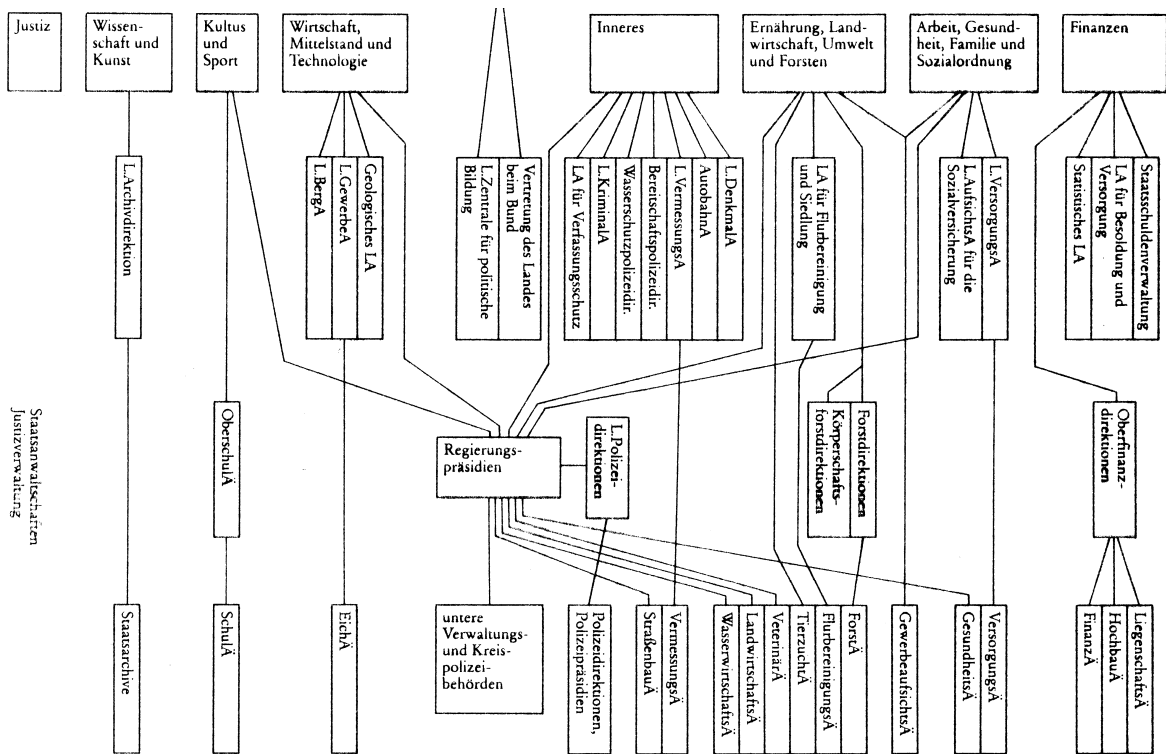 Justiz
Wissen-
schaft und
Kunst
Kultus
und
Sport
Wirtschaft,
Mittelstand und
Technologie
Inneres
Ernährung, Land-
wirtschaft, Umwelt
und Forsten
Arbeit, Gesund-
heit, Familie und
Sozialordnung
Finanzen
L.Archivdirektion
L.BergA
L.GewerbeA
Geologisches LA
L.Zentrale für politische
Bildung
Vertretung des Landes
beim Bund
LA für Verfassungsschutz
L.KriminalA
Wasserschutzpolizeidir.
Bereitschaftspolizeidir.
L.VermessungsA
AutobahnA
L.DenkmalA
LA für Flurbereinigung
und Siedlung
L.AufsichtsA für die
Sozialversicherung
L.VersorgungsA
Statistisches LA
LA für Besoldung und
Versorgung
Staatsschuldenverwaltung
Staatsanwaltschaften
Justizverwaltung
OberschulÄ
Regierungs-
präsidien
L.Polizei-
direktionen
Körperschafts-
forstdirektionen
Forstdirektionen
Oberfinanz-
direktionen
Staatsarchive
SchulÄ
EichÄ
untere
Verwaltungs-
und Kreis-
polizeibe-
hörden
Polizeidirektionen,
Polizeipräsidien
StraßenbauÄ
VermessungsÄ
WasserwirtschaftsÄ
LandwirtschaftsÄ
VeterinärÄ
TierzuchtÄ
FlurbereinigungsÄ
ForstÄ
GewerbeaufsichtsÄ
GesundheitsÄ
VersorgungsÄ
FinanzÄ
HochbauÄ
LiegenschaftsÄ